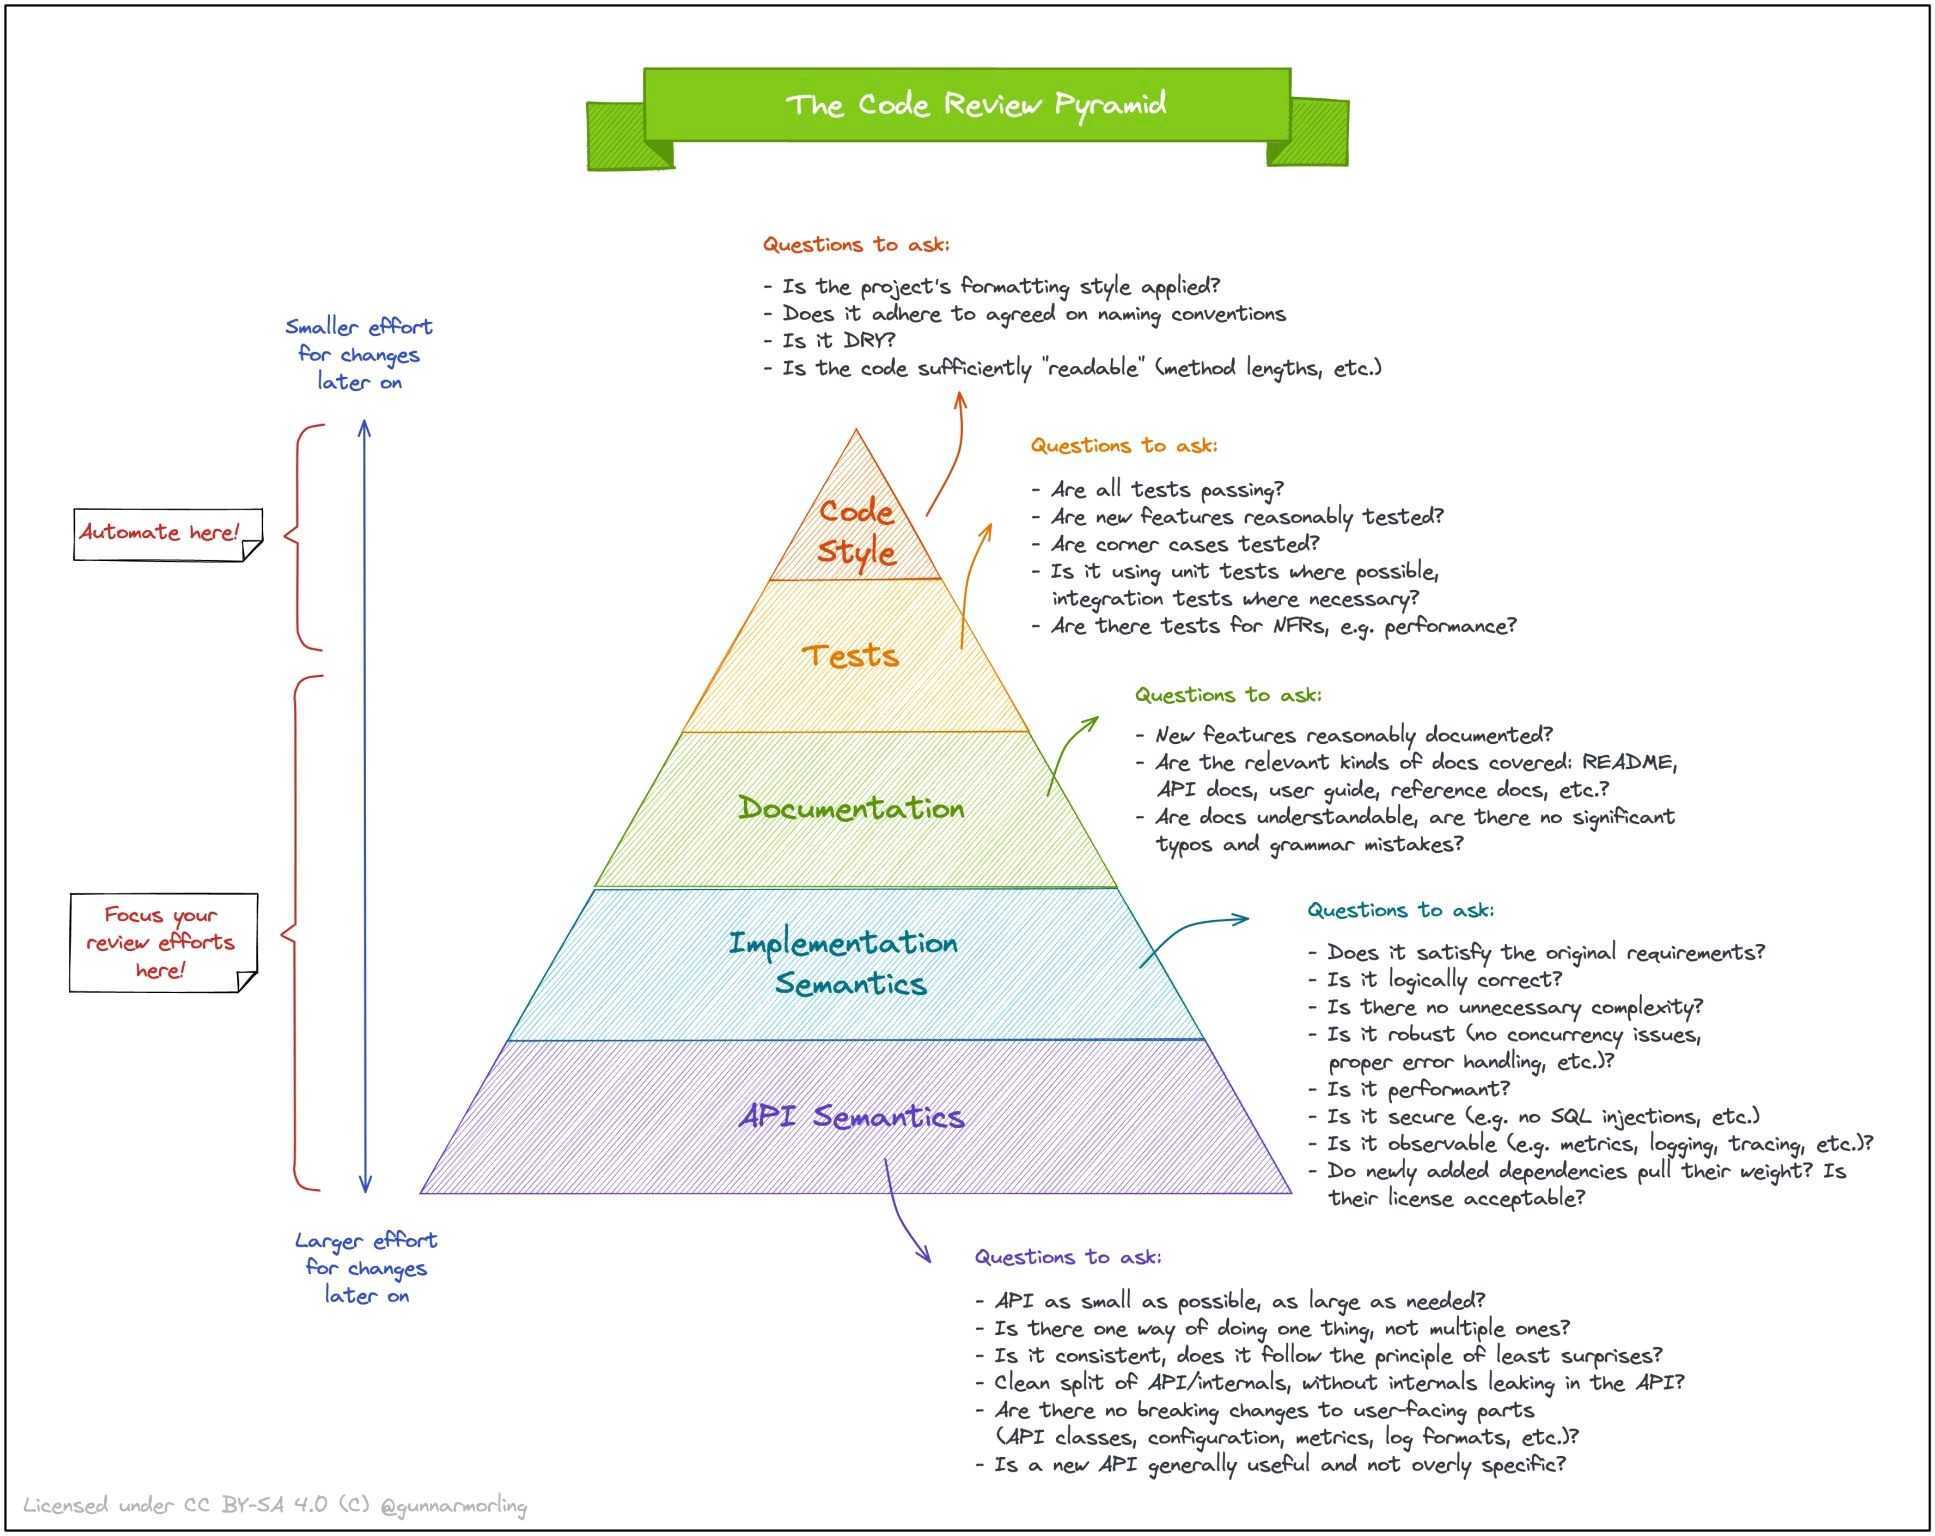 The Code Review Pyramid
Questions to ask:
- Is the project's formatting style applied?
- Does it adhere to agreed on naming conventions
- Is it DRY?
- Is the code sufficiently "readable" (method lengths, etc.)
Smaller effort
for changes
later on
Automate here!
Code
Style
Questions to ask:
- Are all tests passing?
- Are new features reasonably tested?
- Are corner cases tested?
- Is it using unit tests where possible,
integration tests where necessary?
- Are there tests for NFRs, e.g. performance?
Tests
Questions to ask:
- New features reasonably documented?
- Are the relevant kinds of docs covered: README,
API docs, user guide, reference docs, etc.?
- Are docs understandable, are there no significant
typos and grammar mistakes?
Documentation
Focus your
review efforts
here!
Implementation
Semantics
Questions to ask:
- Does it satisfy the original requirements?
- Is it logically correct?
- Is there no unnecessary complexity?
- Is it robust (no concurrency issues,
proper error handling, etc.)?
- Is it performant?
- Is it secure (e.g. no SQL injections, etc.)
- Is it observable (e.g. metrics, logging, tracing, etc.)?
- Do newly added dependencies pull their weight? Is
their license acceptable?
API Semantics
Larger effort
for changes
later on
Questions to ask:
- API as small as possible, as large as needed?
- Is there one way of doing one thing, not multiple ones?
- Is it consistent, does it follow the principle of least surprises?
- Clean split of API/internals, without internals leaking in the API?
- Are there no breaking changes to user-facing parts
(API classes, configuration, metrics, log formats, etc.)?
- Is a new API generally useful and not overly specific?
Licensed under CC BY-SA 4.0 (C) @gunnarmorling